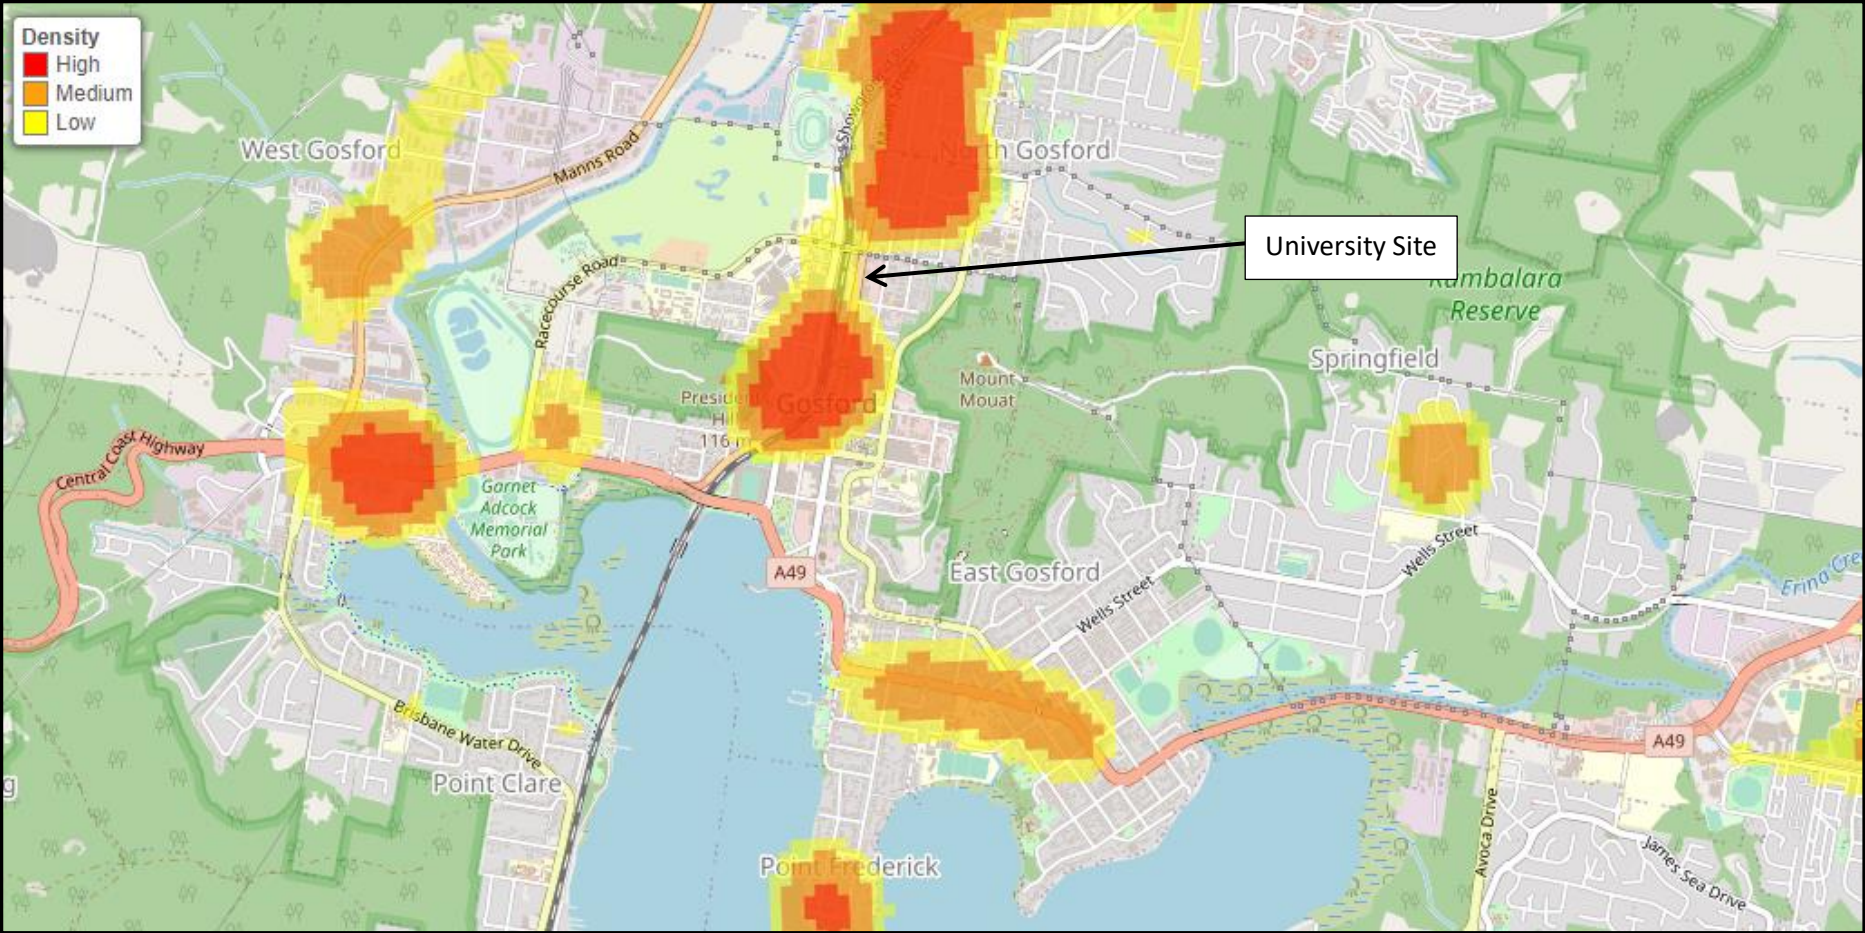 Density
High
Medium
Low
West Gosford
Manns Road
North Gosford
University Site
Racecourse Road
Rumbalara
Reserve
Springfield
Mount
Mouat
Gosford
116 m
Central Coast Highway
Garnet
Adcock
Memorial
Park
Wells Street
A49
East Gosford
Wells Street
Erina Cre
Brisbane Water Drive
A49
Point Clare
g
Avoca Drive
James Sea Drive
Point Frederick